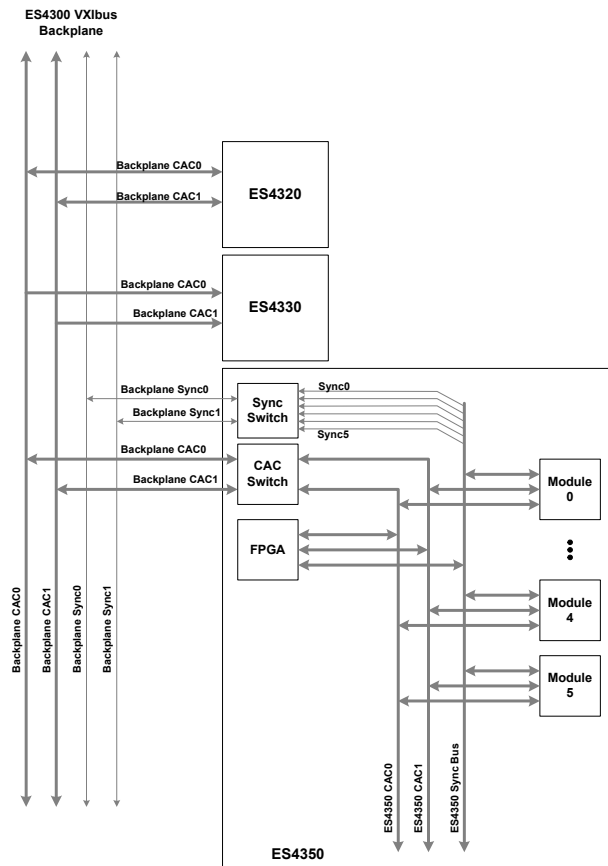 ES4300 VXIbus
Backplane
Backplane CAC0
Backplane CAC1
ES4320
Backplane CAC0
Backplane CAC1
ES4330
Backplane Sync0
Backplane Sync1
Sync0
Sync5
Sync
Switch
Backplane CAC0
Backplane CAC1
CAC
Switch
FPGA
Module
0
Module
4
Module
5
Backplane CAC0
Backplane CAC1
Backplane Sync0
Backplane Sync1
ES4350 CAC0
ES4350 CAC1
ES4350 Sync Bus
ES4350